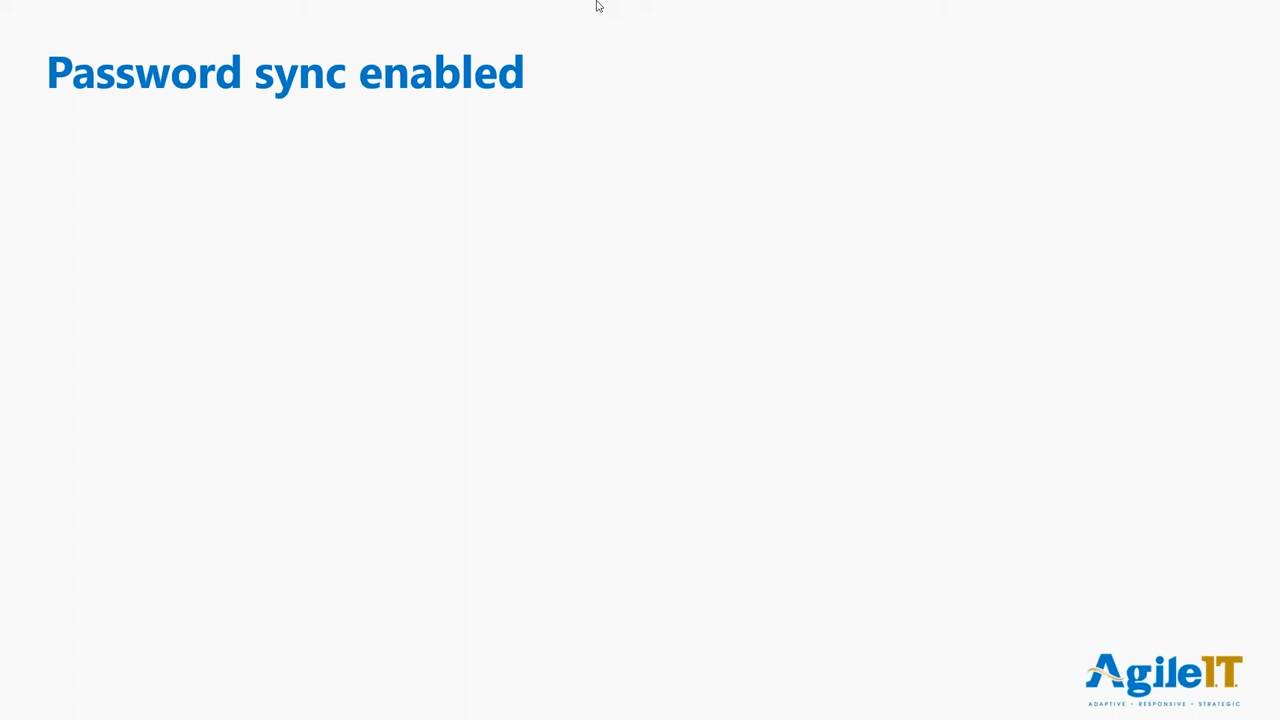 Password sync enabled
AgileIT
ADAPTIVE • RESPONSIVE • STRATEGIC